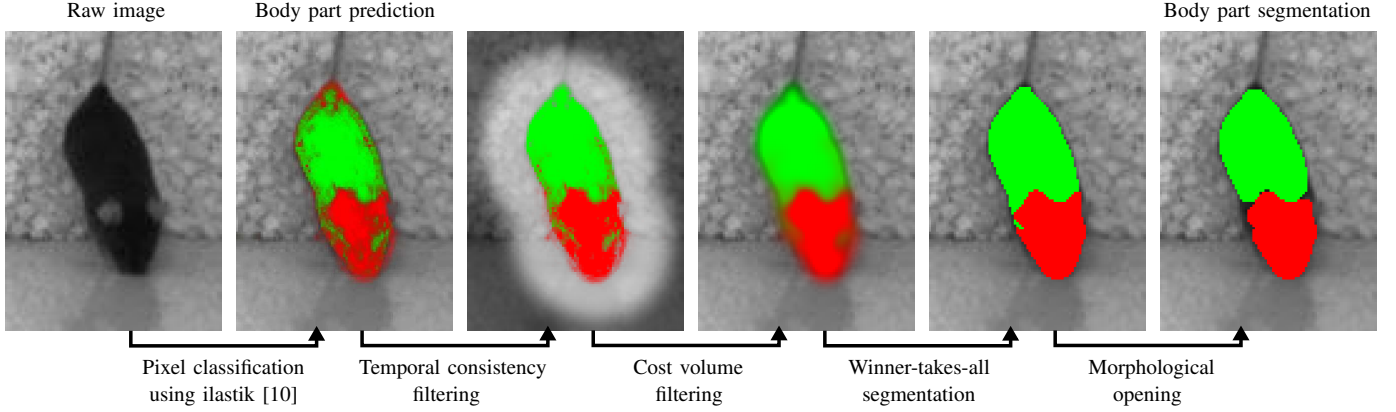 Raw image
Body part prediction
Body part segmentation
Pixel classification
using ilastik [10]
Temporal consistency
filtering
Cost volume
filtering
Winner-takes-all
segmentation
Morphological
opening